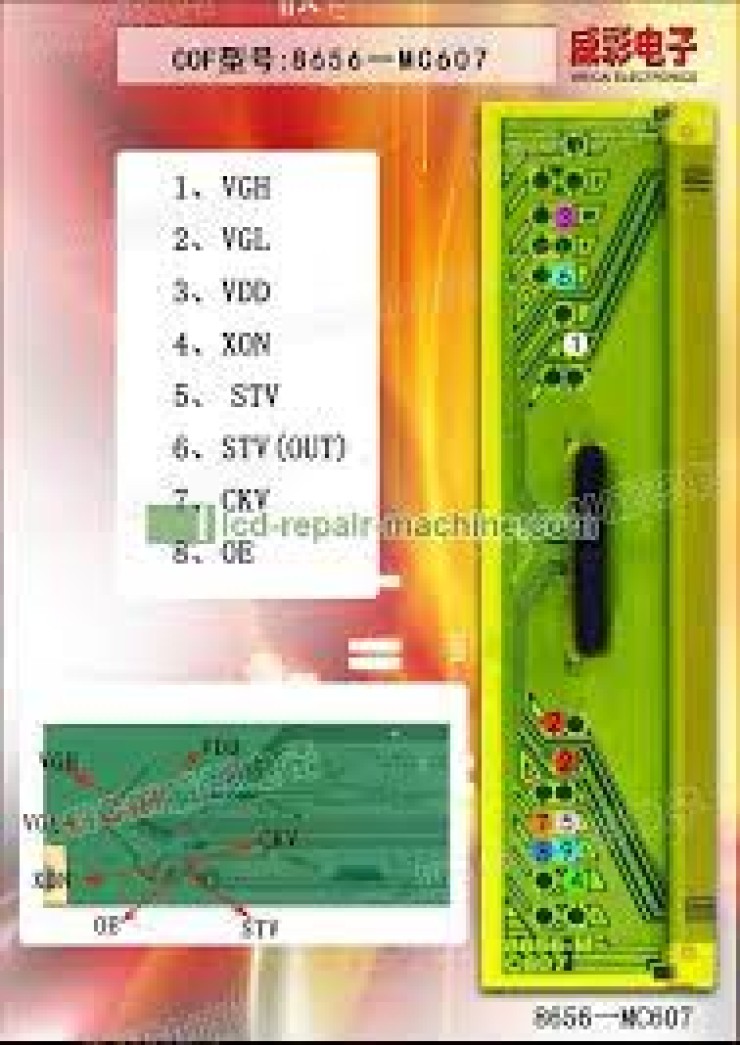 COF型号:8656—MC607
威彩电子
1、VGH
2、VGL
3、VDD
4、XON
5、STV
6、STV(OUT)
7、CKV
8、OE
lcd-repair-machine.com
3
6
1
2
2
7 5
8
4
VGH
VDD
VGL
CKV
XON
OE
STV
8656—MC607